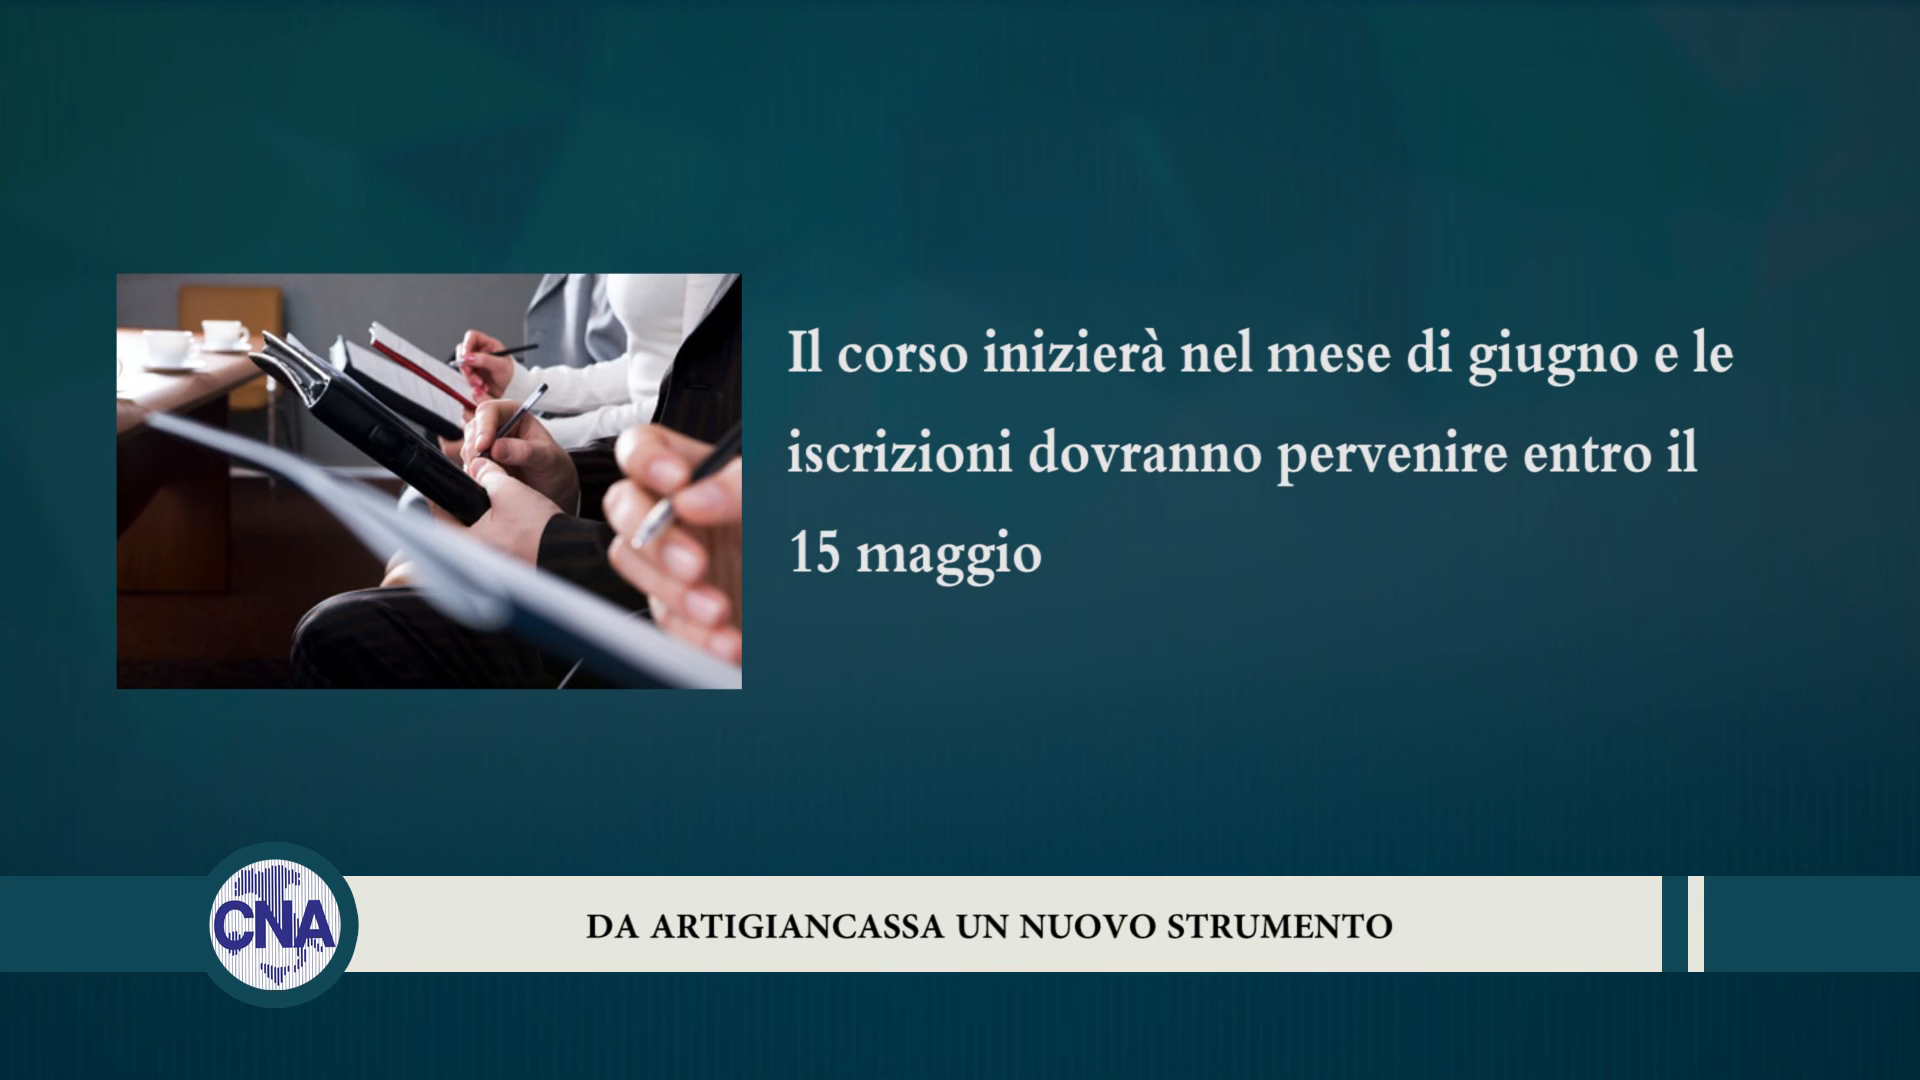 Il corso inizierà nel mese di giugno e le
iscrizioni dovranno pervenire entro il
15 maggio
CNA
DA ARTIGIANCASSA UN NUOVO STRUMENTO